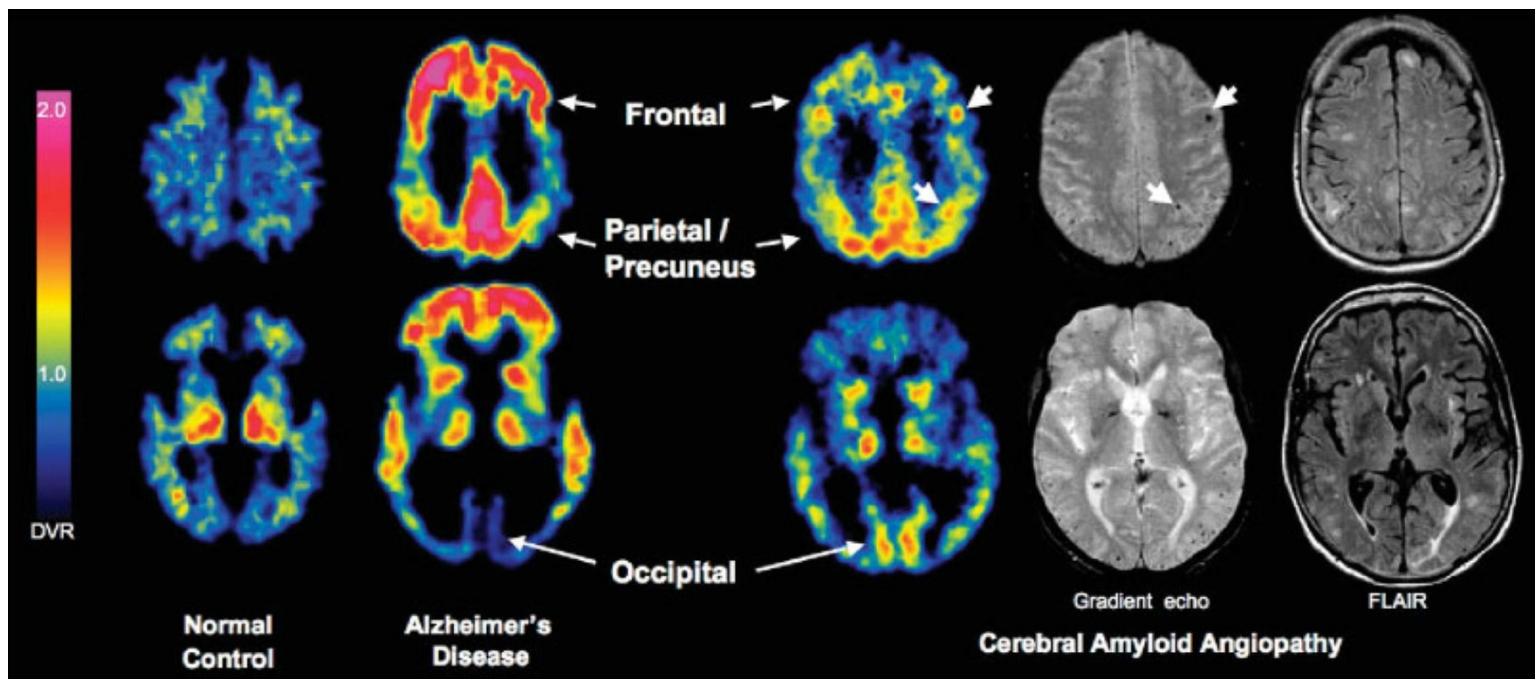 2.0
1.0
DVR
Frontal
Parietal /
Precuneus
Occipital
Normal
Control
Alzheimer's
Disease
Gradient echo
FLAIR
Cerebral Amyloid Angiopathy